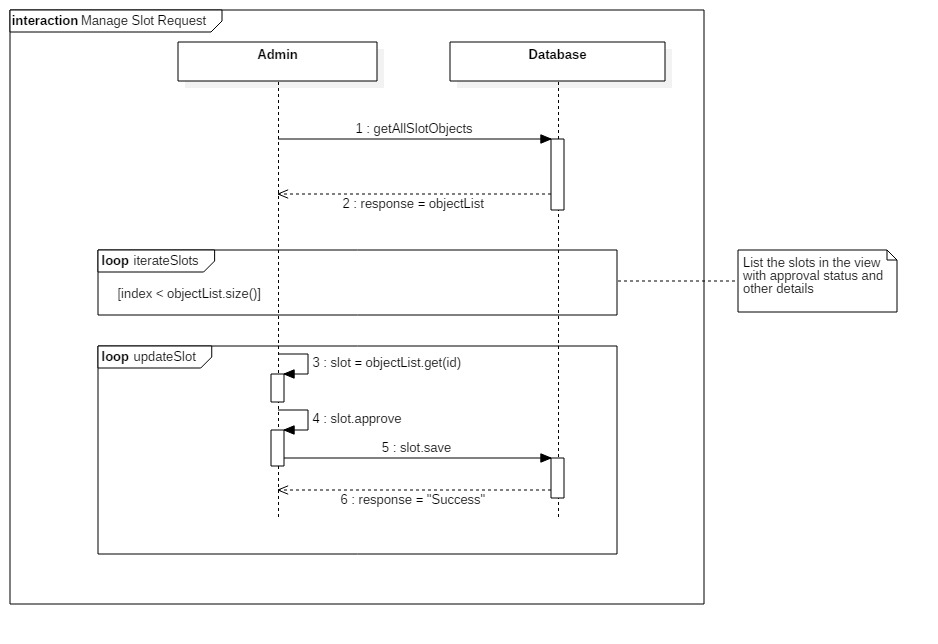 interaction Manage Slot Request
Admin
Database
1 : getAllSlotObjects
2 : response = objectList
loop iterateSlots
[index < objectList.size()]
List the slots in the view
with approval status and
other details
loop updateSlot
3 : slot = objectList.get(id)
4 : slot.approve
5 : slot.save
6 : response = "Success"